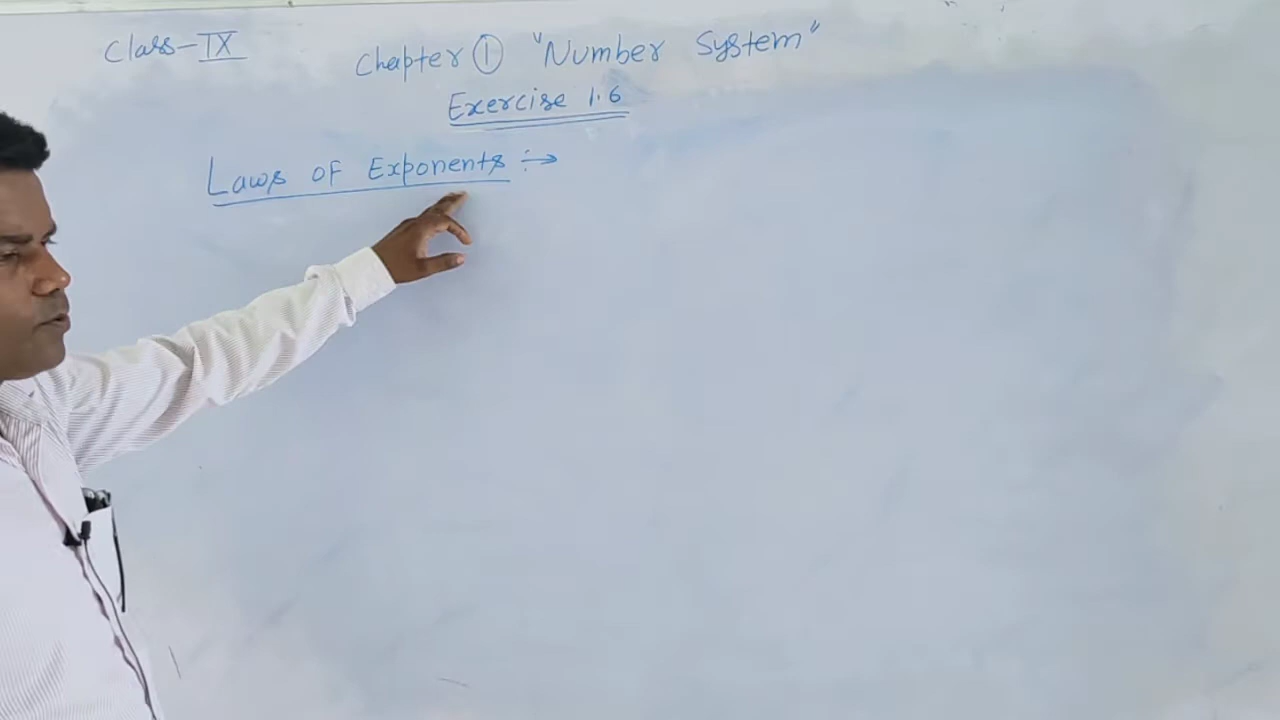 Class-IX
Chapter ① "Number System"
Exercise 1.6
Laws of Exponents :→